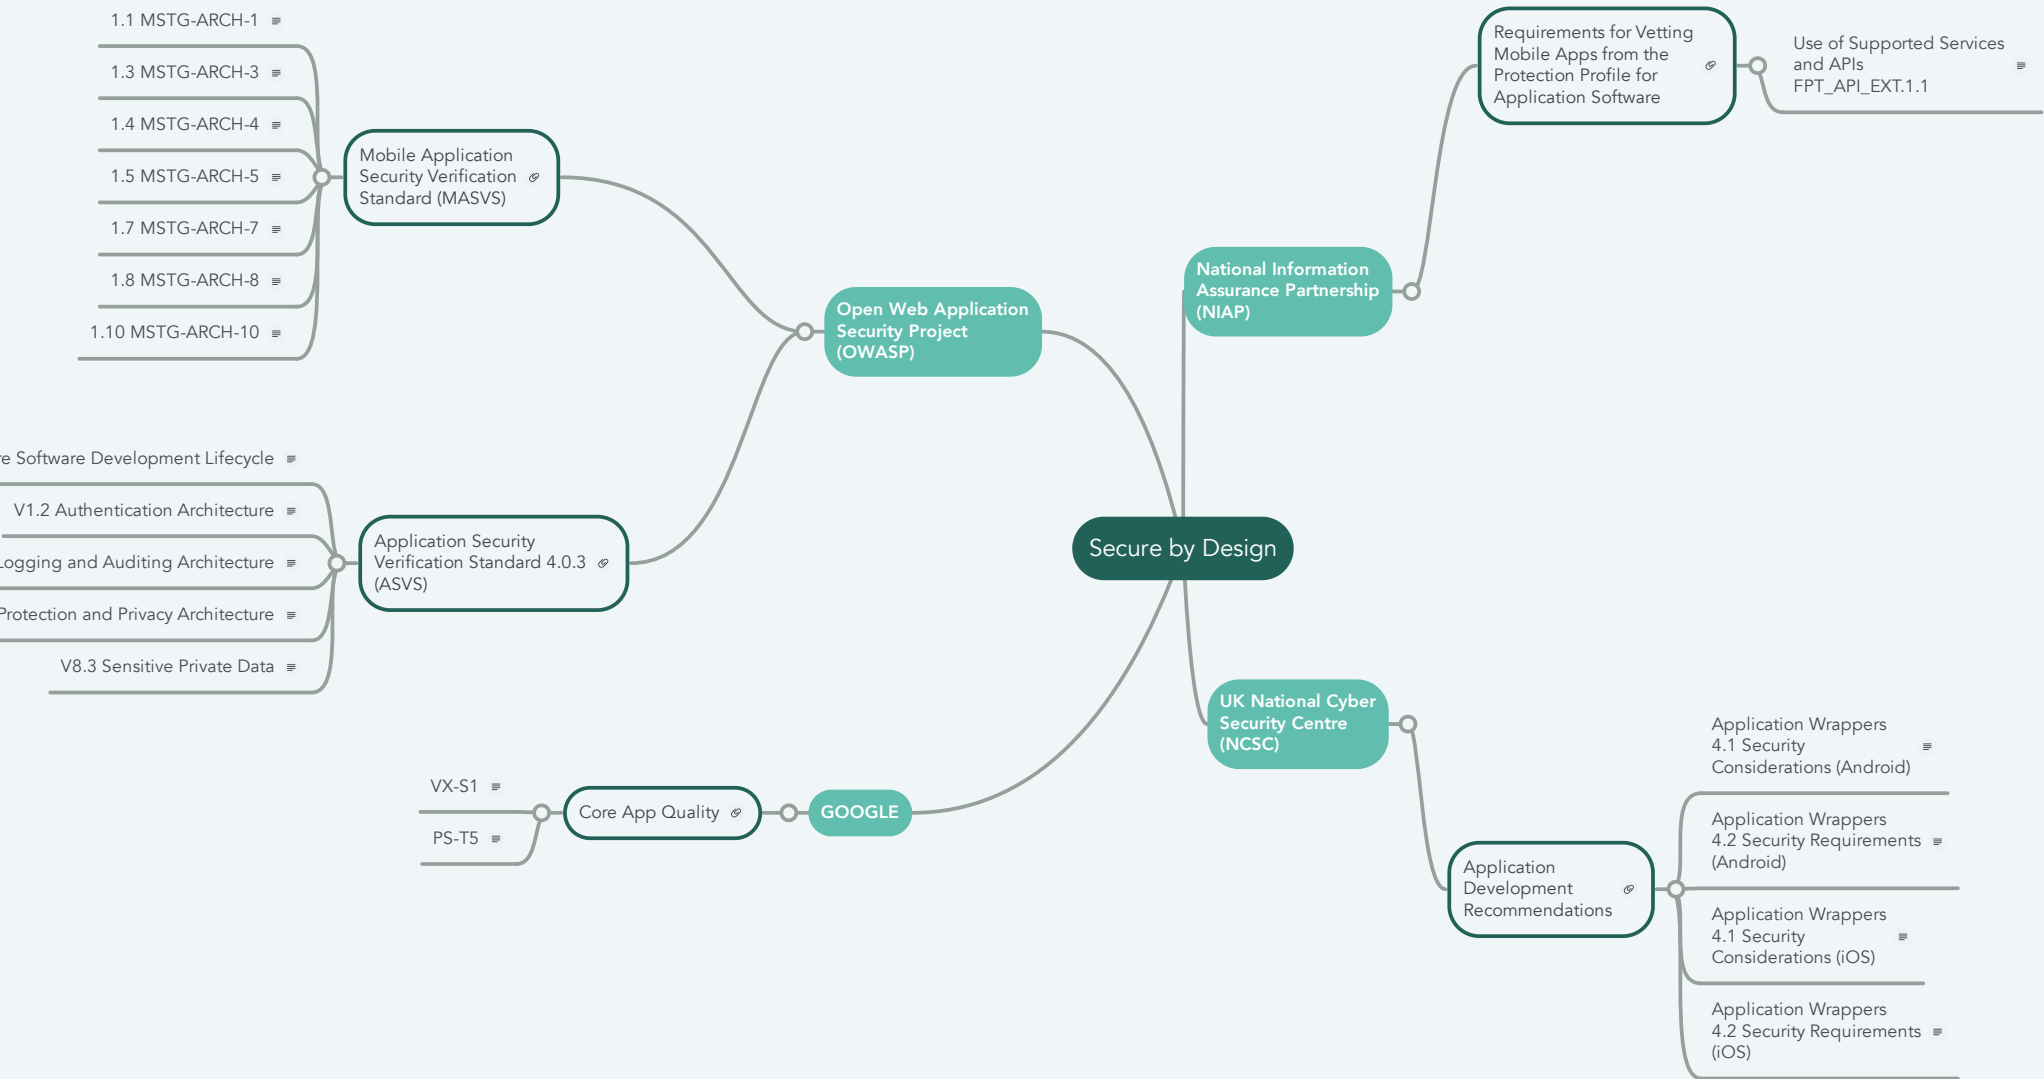 1.1 MSTG-ARCH-1
1.3 MSTG-ARCH-3
1.4 MSTG-ARCH-4
1.5 MSTG-ARCH-5
1.7 MSTG-ARCH-7
1.8 MSTG-ARCH-8
1.10 MSTG-ARCH-10
Mobile Application
Security Verification
Standard (MASVS)
Software Development Lifecycle
V1.2 Authentication Architecture
Logging and Auditing Architecture
Protection and Privacy Architecture
V8.3 Sensitive Private Data
Application Security
Verification Standard 4.0.3
(ASVS)
Open Web Application
Security Project
(OWASP)
VX-S1
PS-T5
Core App Quality
GOOGLE
Secure by Design
National Information
Assurance Partnership
(NIAP)
Requirements for Vetting
Mobile Apps from the
Protection Profile for
Application Software
Use of Supported Services
and APIs
FPT_API_EXT.1.1
UK National Cyber
Security Centre
(NCSC)
Application
Development
Recommendations
Application Wrappers
4.1 Security
Considerations (Android)
Application Wrappers
4.2 Security Requirements
(Android)
Application Wrappers
4.1 Security
Considerations (iOS)
Application Wrappers
4.2 Security Requirements
(iOS)